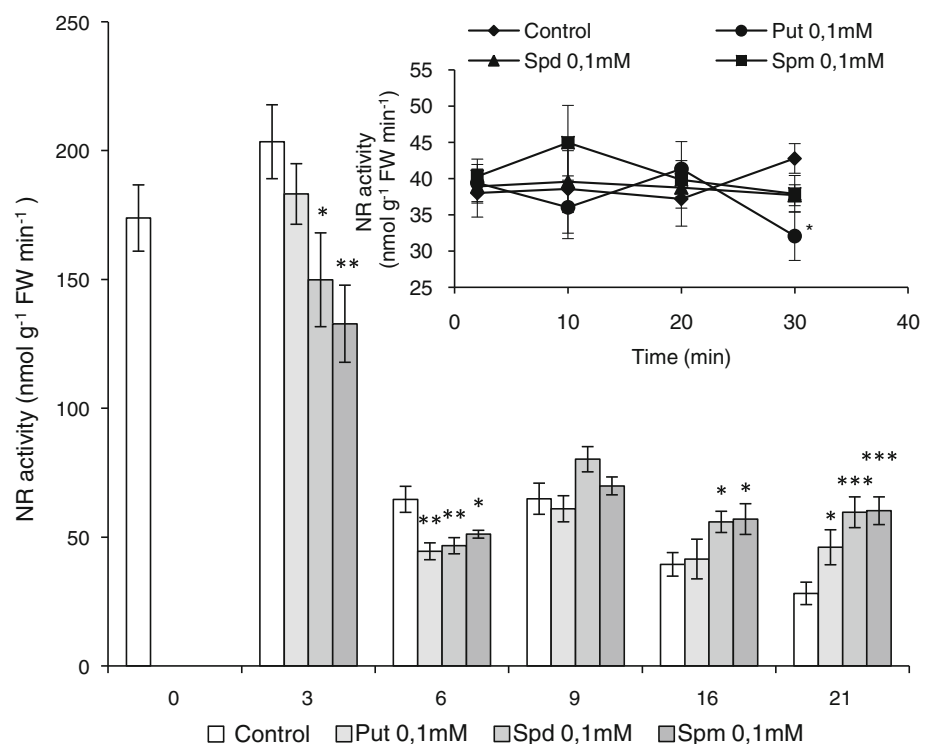 250
200
150
100
50
0
NR activity (nmol g-1 FW min-1 )
*
**
** ** *
* *
* *** ***
0 3 6 9 16 21
Control Put 0,1mM Spd 0,1mM Spm 0,1mM
Control Put 0,1mM
Spd 0,1mM Spm 0,1mM
55
50
45
40
35
30
25
NR activity
(nmol g-1 FW min-1)
*
0 10 20 30 40
Time (min)